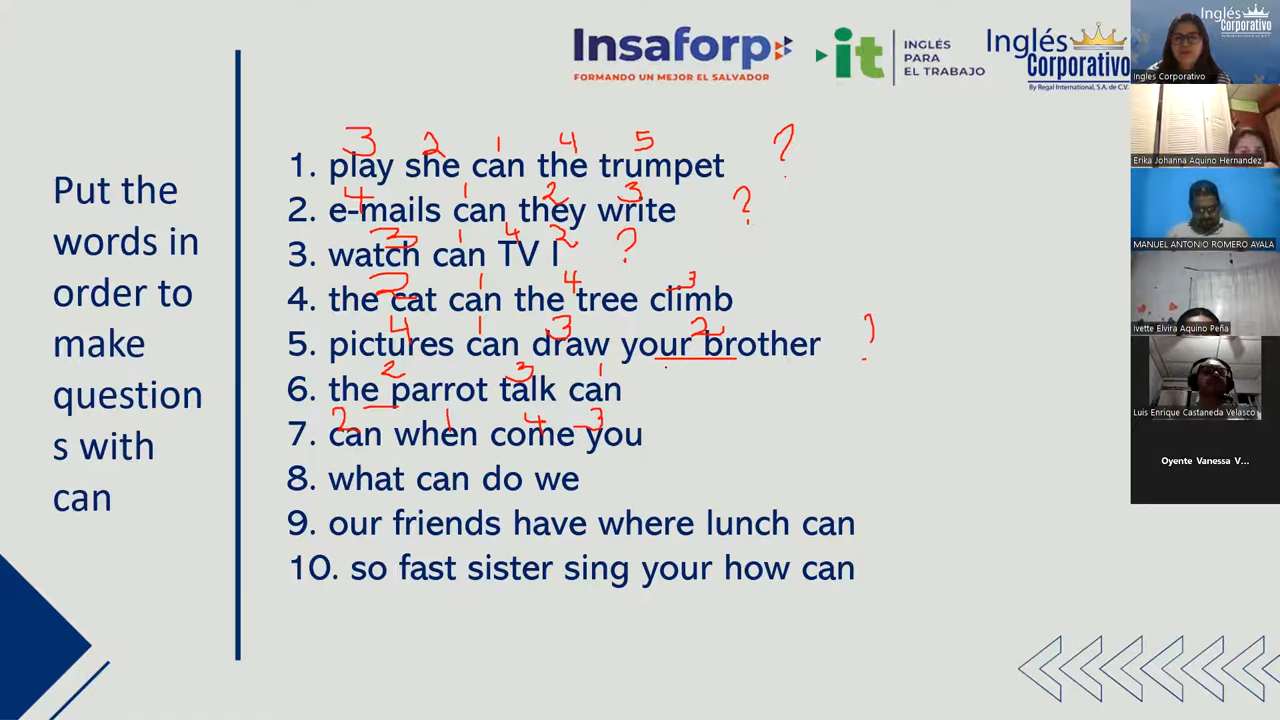 Insaforp
FORMANDO UN MEJOR EL SALVADOR
it
INGLÉS
PARA
EL TRABAJO
Inglés
Corporativo
By Regal International, S.A. de C.V.
Put the
words in
order to
make
question
s with
can
3 2 1 4 5 ?
1. play she can the trumpet
4 1 2 3 ?
2. e-mails can they write
3 1 4 2 ?
3. watch can TV I
2 1 4 3
4. the cat can the tree climb
4 1 3 2 ?
5. pictures can draw your brother
2 3 1
6. the parrot talk can
2 1 4 3
7. can when come you
8. what can do we
9. our friends have where lunch can
10. so fast sister sing your how can
Inglés
Corporativo
Ingles Corporativo
Erika Johanna Aquino Hernandez
MANUEL ANTONIO ROMERO AYALA
Ivette Elvira Aquino Peña
Luis Enrique Castaneda Velasco
Oyente Vanessa V...